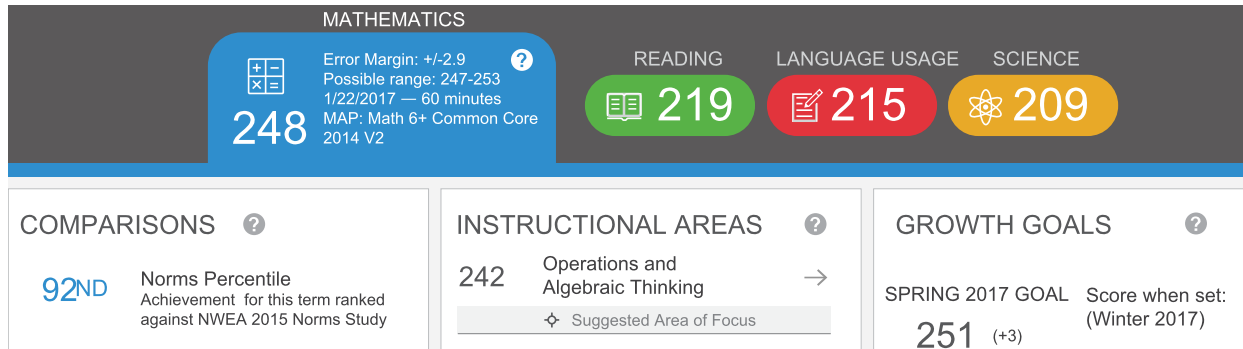 MATHEMATICS
Error Margin: +/-2.9
Possible range: 247-253
1/22/2017 — 60 minutes
MAP: Math 6+ Common Core
2014 V2
248
?
READING
219
LANGUAGE USAGE
215
SCIENCE
209
COMPARISONS ?
92ND
Norms Percentile
Achievement for this term ranked
against NWEA 2015 Norms Study
INSTRUCTIONAL AREAS ?
242
Operations and
Algebraic Thinking
Suggested Area of Focus
GROWTH GOALS ?
SPRING 2017 GOAL
251 (+3)
Score when set:
(Winter 2017)